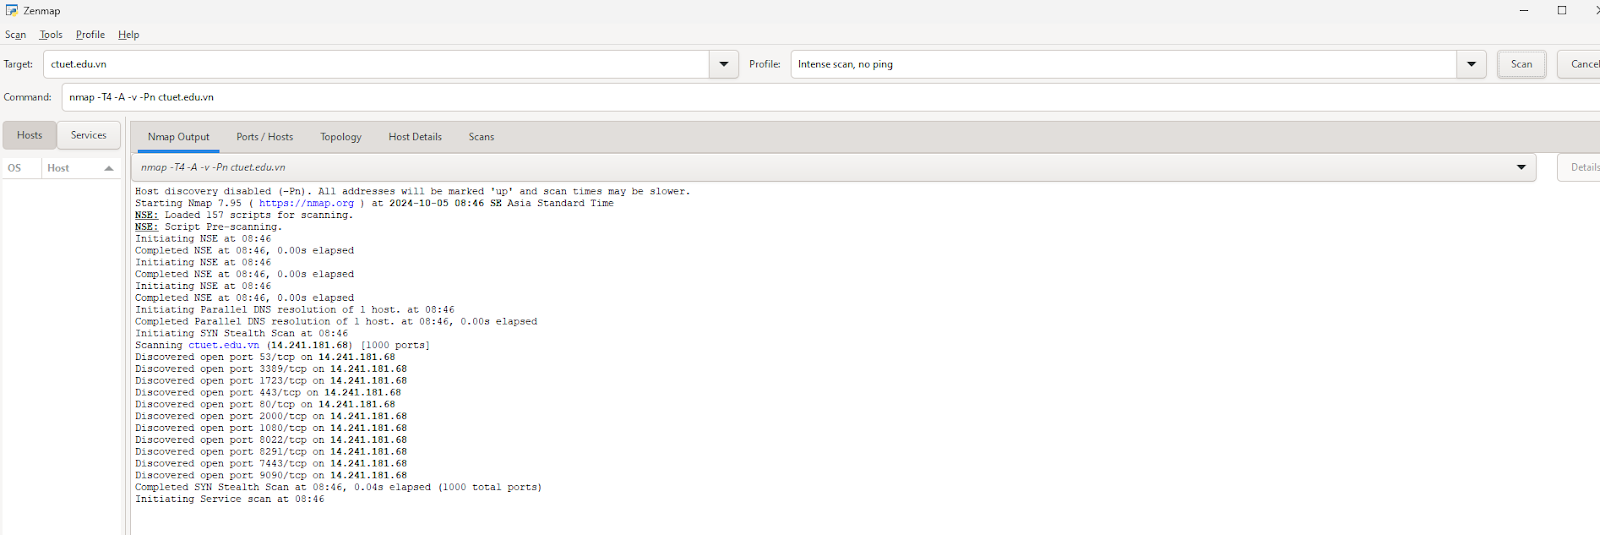 Zenmap
Scan Tools Profile Help
Target: ctuet.edu.vn Profile: Intense scan, no ping Scan Cancel
Command: nmap -T4 -A -v -Pn ctuet.edu.vn
Hosts Services Nmap Output Ports / Hosts Topology Host Details Scans
OS Host nmap -T4 -A -v -Pn ctuet.edu.vn Details
Host discovery disabled (-Pn). All addresses will be marked 'up' and scan times may be slower.
Starting Nmap 7.95 ( https://nmap.org ) at 2024-10-05 08:46 SE Asia Standard Time
NSE: Loaded 157 scripts for scanning.
NSE: Script Pre-scanning.
Initiating NSE at 08:46
Completed NSE at 08:46, 0.00s elapsed
Initiating NSE at 08:46
Completed NSE at 08:46, 0.00s elapsed
Initiating NSE at 08:46
Completed NSE at 08:46, 0.00s elapsed
Initiating Parallel DNS resolution of 1 host. at 08:46
Completed Parallel DNS resolution of 1 host. at 08:46, 0.00s elapsed
Initiating SYN Stealth Scan at 08:46
Scanning ctuet.edu.vn (14.241.181.68) [1000 ports]
Discovered open port 53/tcp on 14.241.181.68
Discovered open port 3389/tcp on 14.241.181.68
Discovered open port 1723/tcp on 14.241.181.68
Discovered open port 443/tcp on 14.241.181.68
Discovered open port 80/tcp on 14.241.181.68
Discovered open port 2000/tcp on 14.241.181.68
Discovered open port 1080/tcp on 14.241.181.68
Discovered open port 8022/tcp on 14.241.181.68
Discovered open port 8291/tcp on 14.241.181.68
Discovered open port 7443/tcp on 14.241.181.68
Discovered open port 9090/tcp on 14.241.181.68
Completed SYN Stealth Scan at 08:46, 0.04s elapsed (1000 total ports)
Initiating Service scan at 08:46